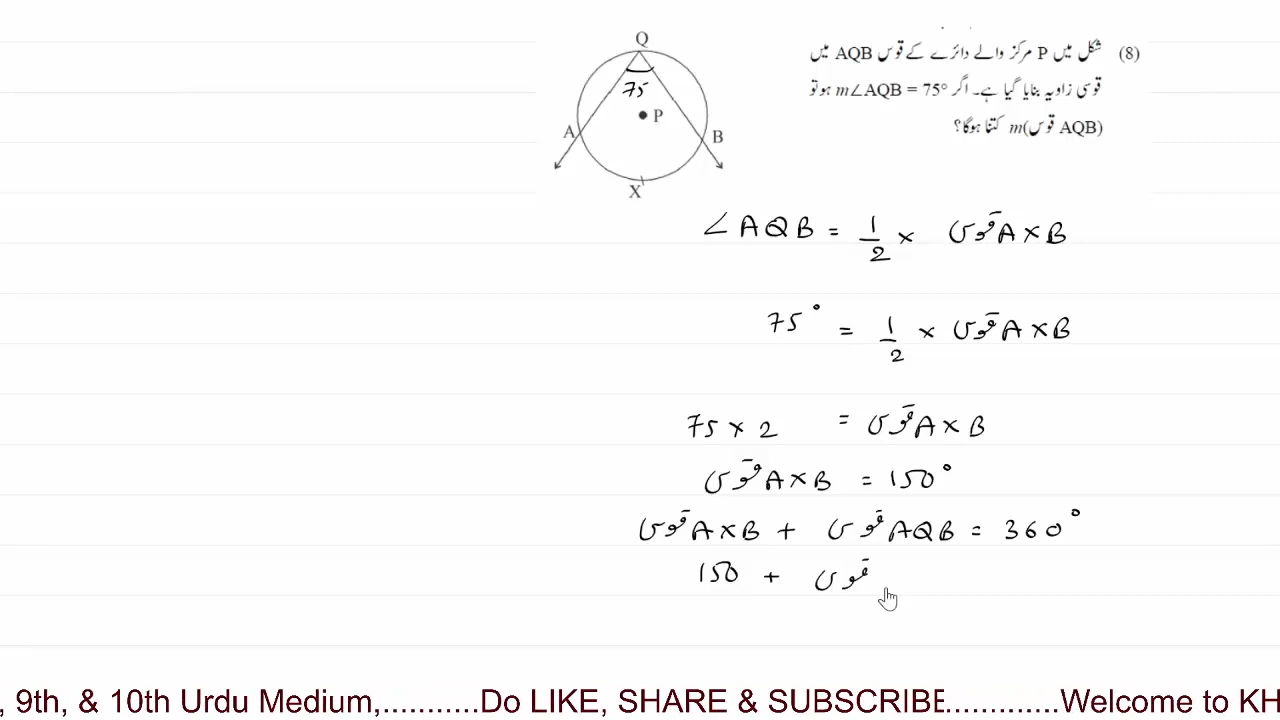 (8) شکل میں P مرکز والے دائرے کے قوس AQB میں
قوسی زاویہ بنایا گیا ہے۔ اگر m∠AQB = 75° ہو تو
m(قوس AQB) کتنا ہوگا؟
Q
75
P
A
B
X
∠AQB = 1/2 × قوس AXB
75° = 1/2 × قوس AXB
75 × 2 = قوس AXB
قوس AXB = 150°
قوس AXB + قوس AQB = 360°
150 + قوس
, 9th, & 10th Urdu Medium,...........Do LIKE, SHARE & SUBSCRIBE.............Welcome to KH